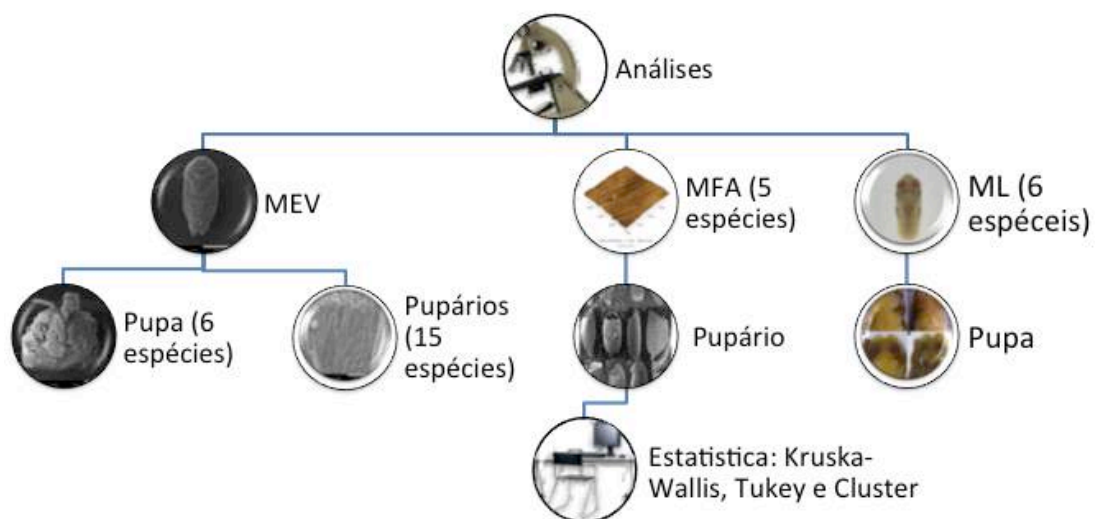 Análises
MEV
MFA (5
espécies)
ML (6
espéceis)
Pupa (6
espécies)
Pupários
(15
espécies)
Pupário
Pupa
Estatistica: Kruska-
Wallis, Tukey e Cluster